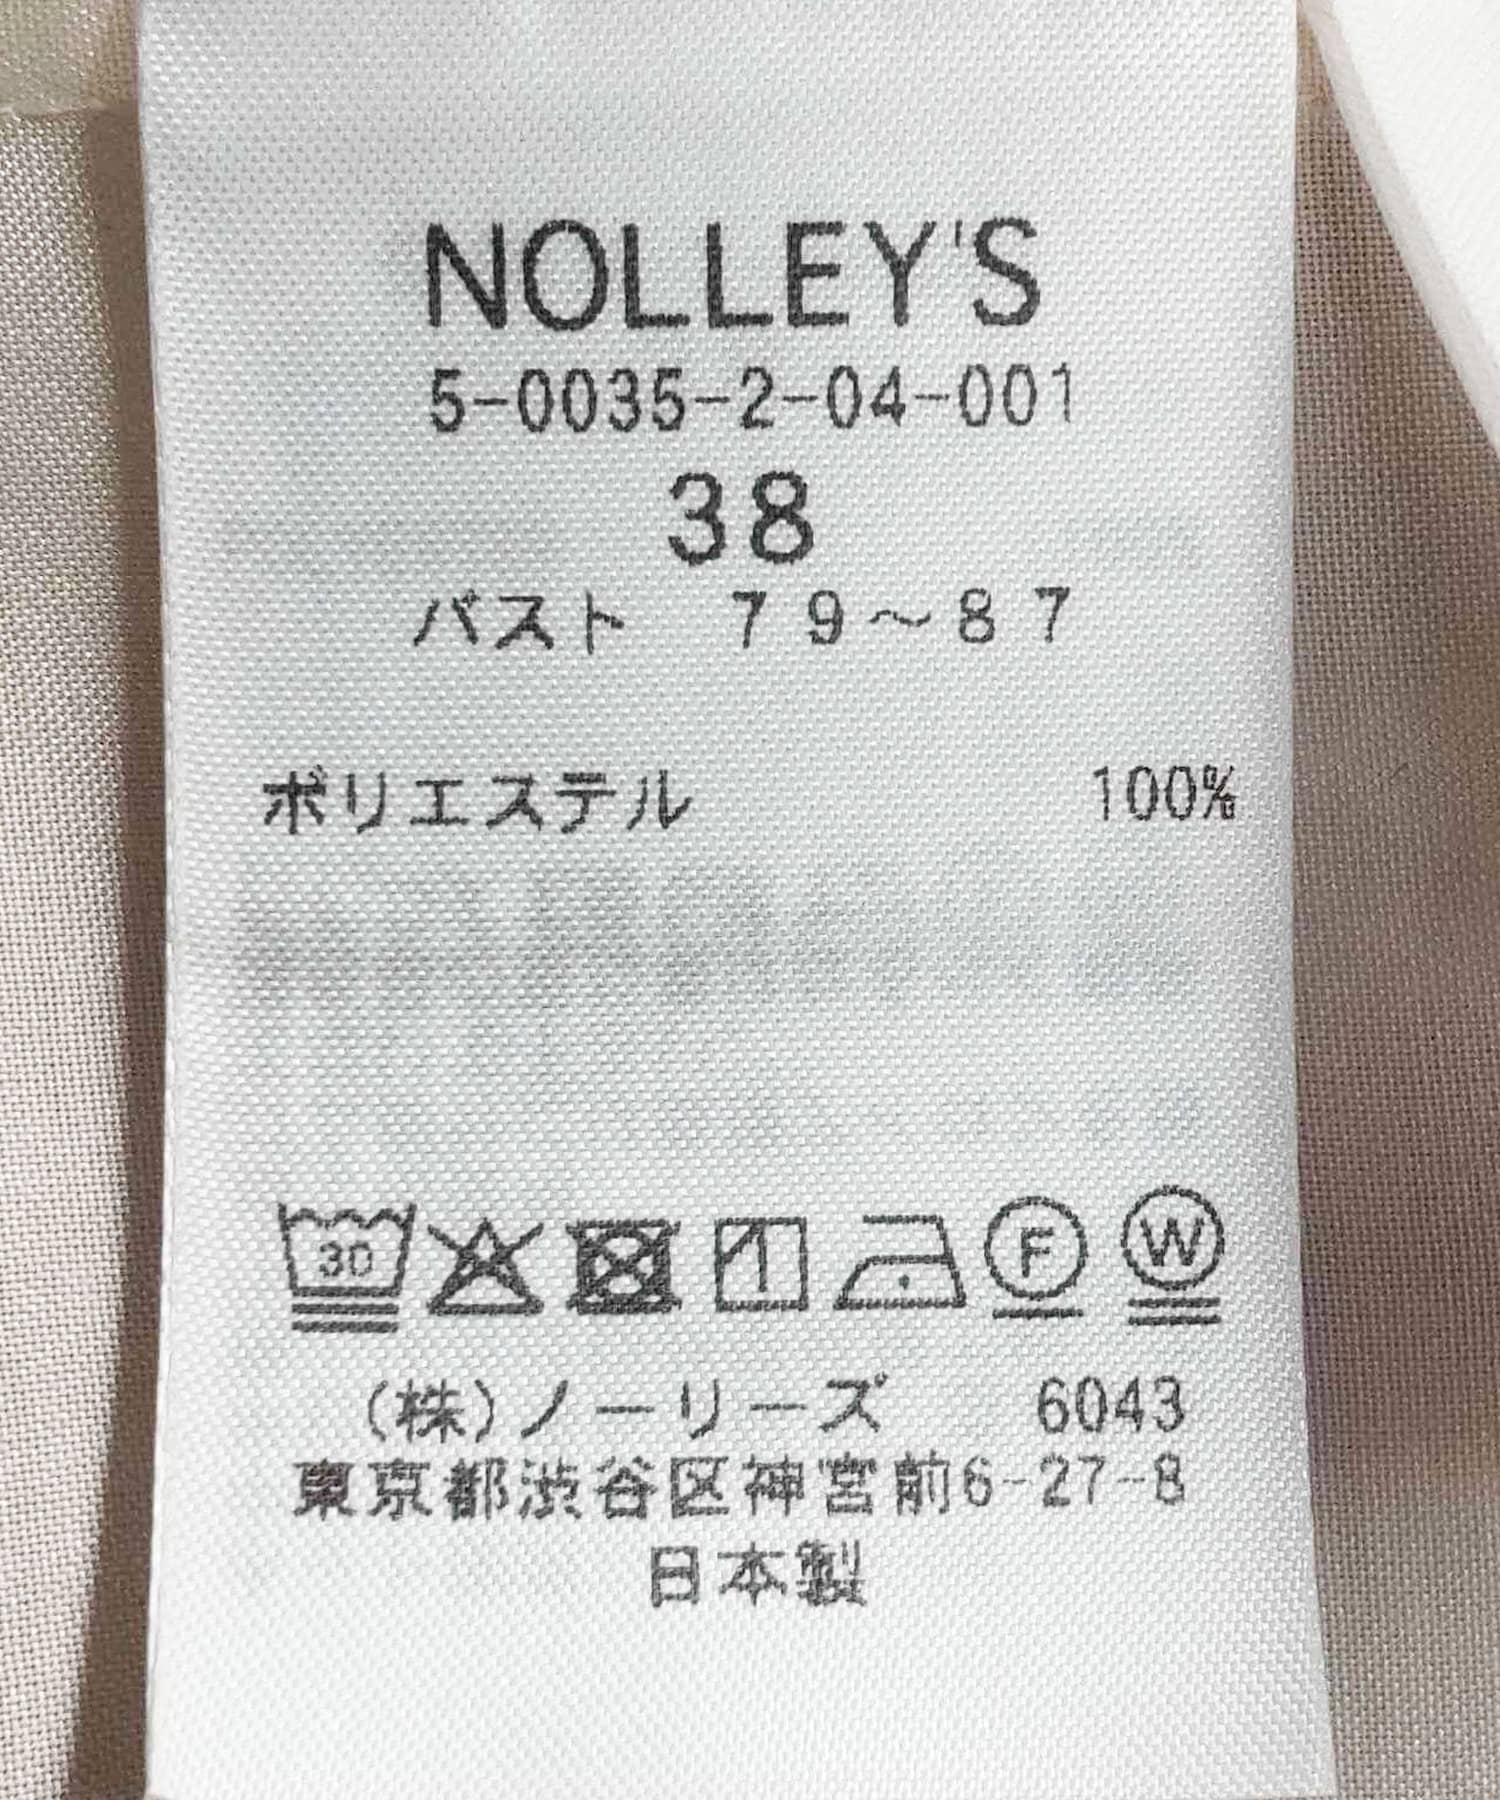 NOLLEY'S
5-0035-2-04-001
38
バスト 79～87
ポリエステル 100%
30 F W
(株)ノーリーズ 6043
東京都渋谷区神宮前6-27-8
日本製